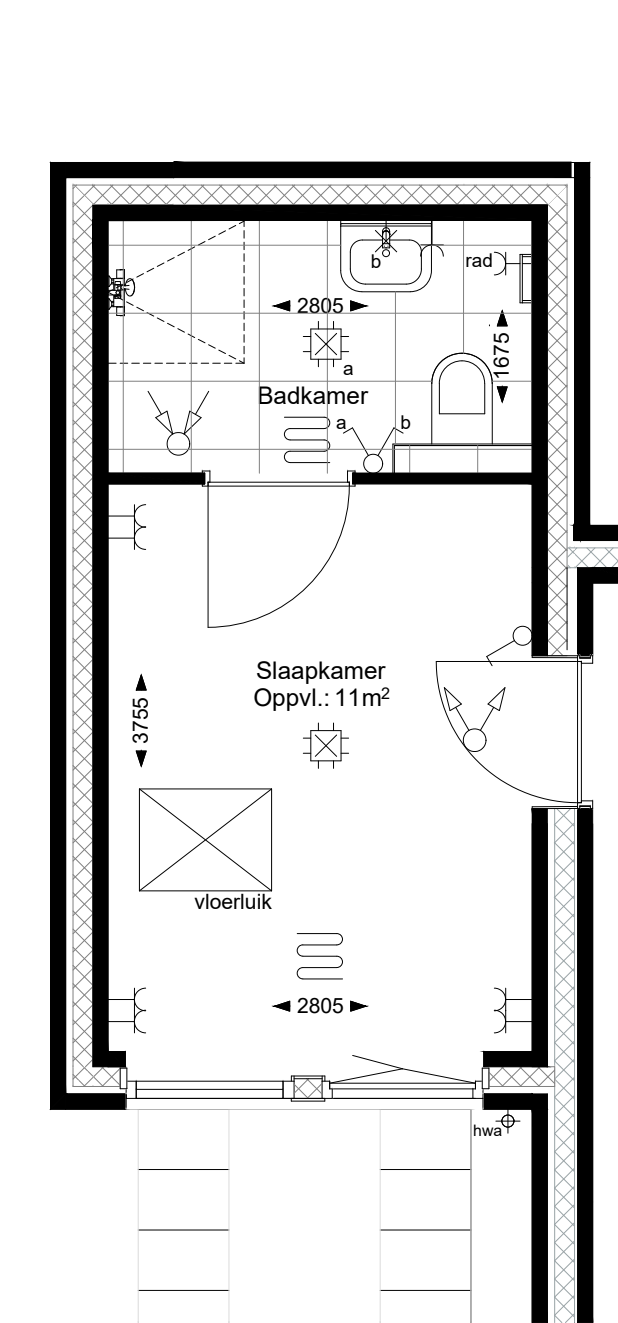 b
rad
2805
1675
a
Badkamer
a
b
Slaapkamer
Oppvl.: 11m²
3755
vloerluik
2805
hwa